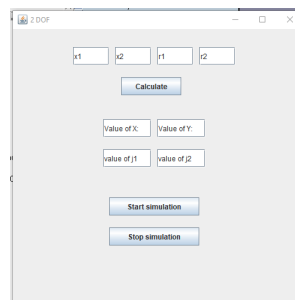 2 DOF
x1 x2 r1 r2
Calculate
Value of X: Value of Y:
value of j1 value of j2
Start simulation
Stop simulation